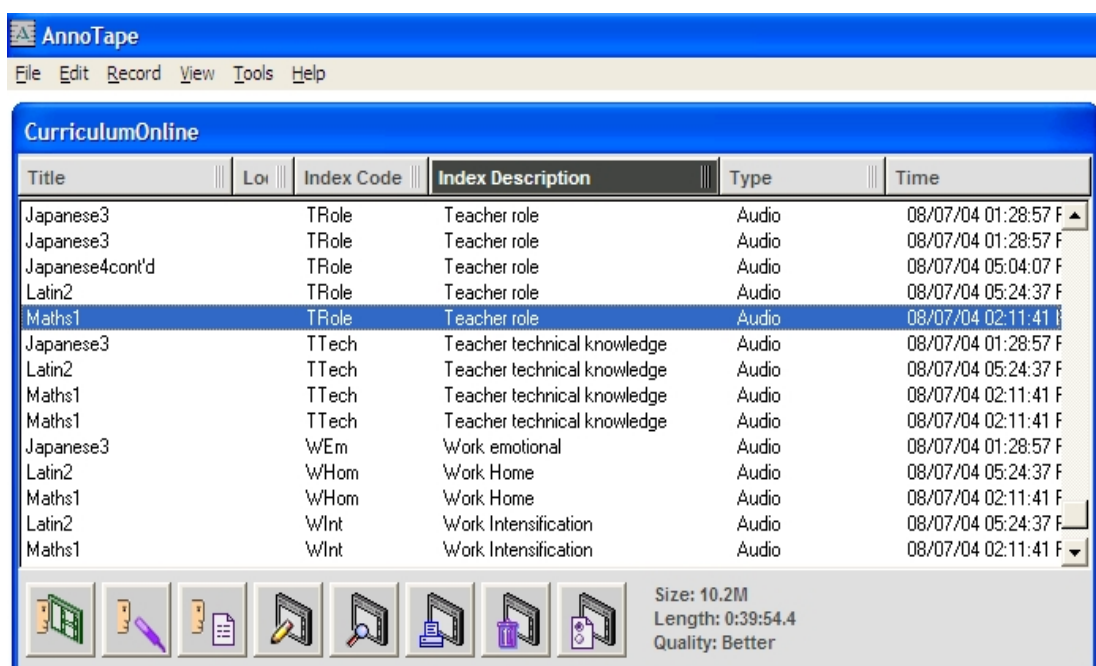 AnnoTape
File Edit Record View Tools Help
CurriculumOnline
Title Index Code Index Description Type Time
Japanese3 TRole Teacher role Audio 08/07/04 01:28:57
Japanese3 TRole Teacher role Audio 08/07/04 01:28:57
Japanese4cont'd TRole Teacher role Audio 08/07/04 05:04:07
Latin2 TRole Teacher role Audio 08/07/04 05:24:37
Maths1 TRole Teacher role Audio 08/07/04 02:11:41
Japanese3 TTech Teacher technical knowledge Audio 08/07/04 01:28:57
Latin2 TTech Teacher technical knowledge Audio 08/07/04 05:24:37
Maths1 TTech Teacher technical knowledge Audio 08/07/04 02:11:41
Maths1 TTech Teacher technical knowledge Audio 08/07/04 02:11:41
Japanese3 WEm Work emotional Audio 08/07/04 01:28:57
Latin2 WHom Work Home Audio 08/07/04 05:24:37
Maths1 WHom Work Home Audio 08/07/04 02:11:41
Latin2 WInt Work Intensification Audio 08/07/04 05:24:37
Maths1 WInt Work Intensification Audio 08/07/04 02:11:41
Size: 10.2M
Length: 0:39:54.4
Quality: Better